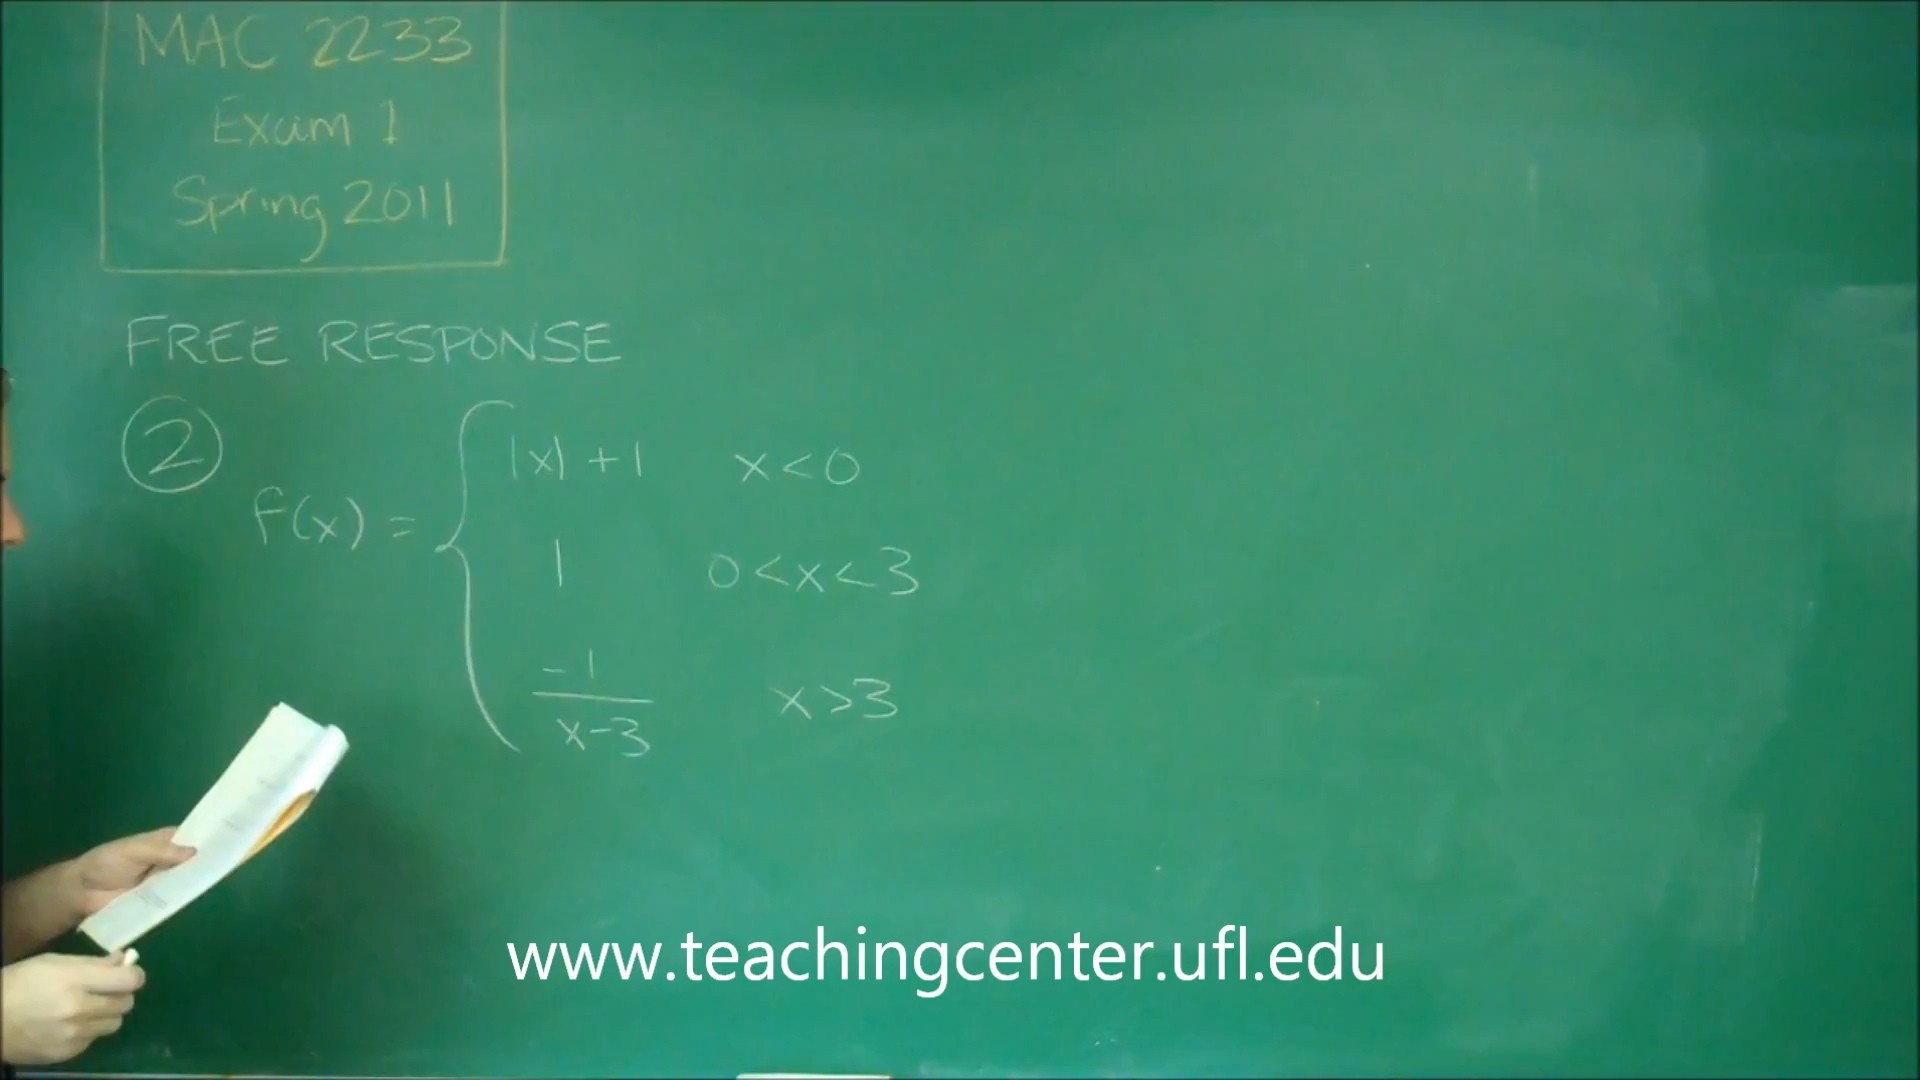 MAC 2233
Exam 1
Spring 2011
FREE RESPONSE
2
f(x) = { |x| + 1 x < 0
1 0 < x < 3
-1
x-3 x > 3
www.teachingcenter.ufl.edu